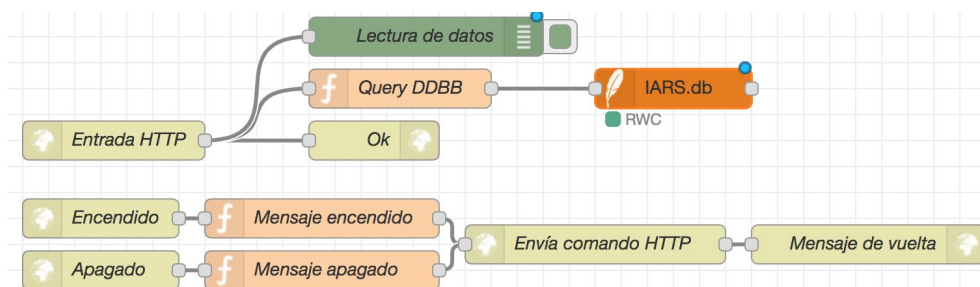 Lectura de datos
Query DDBB
IARS.db
RWC
Entrada HTTP
Ok
Encendido
Mensaje encendido
Envía comando HTTP
Mensaje de vuelta
Apagado
Mensaje apagado